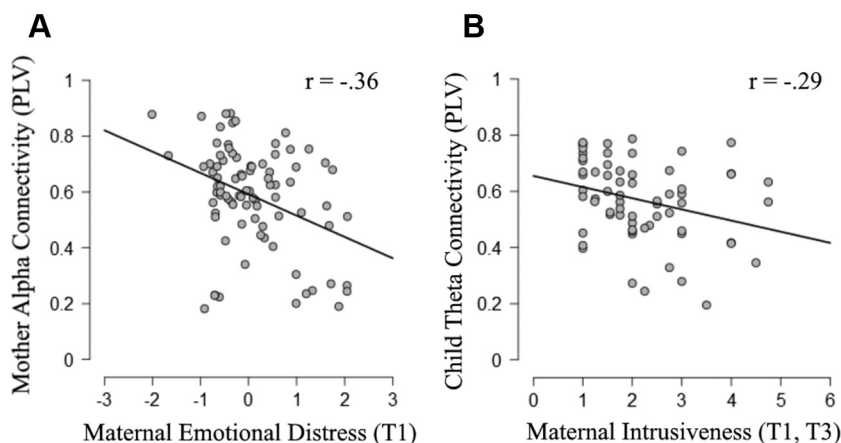 A
r = -.36
Mother Alpha Connectivity (PLV)
1
0.8
0.6
0.4
0.2
0
-3 -2 -1 0 1 2 3
Maternal Emotional Distress (T1)
B
r = -.29
Child Theta Connectivity (PLV)
1
0.8
0.6
0.4
0.2
0
0 1 2 3 4 5 6
Maternal Intrusiveness (T1, T3)